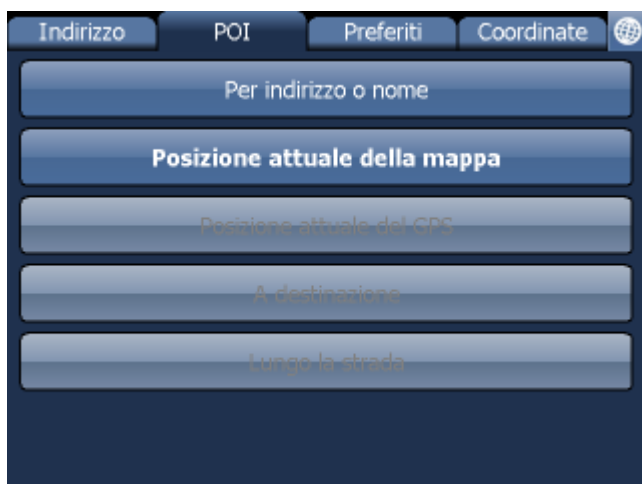 Indirizzo POI Preferiti Coordinate
Per indirizzo o nome
Posizione attuale della mappa
Posizione attuale del GPS
A destinazione
Lungo la strada